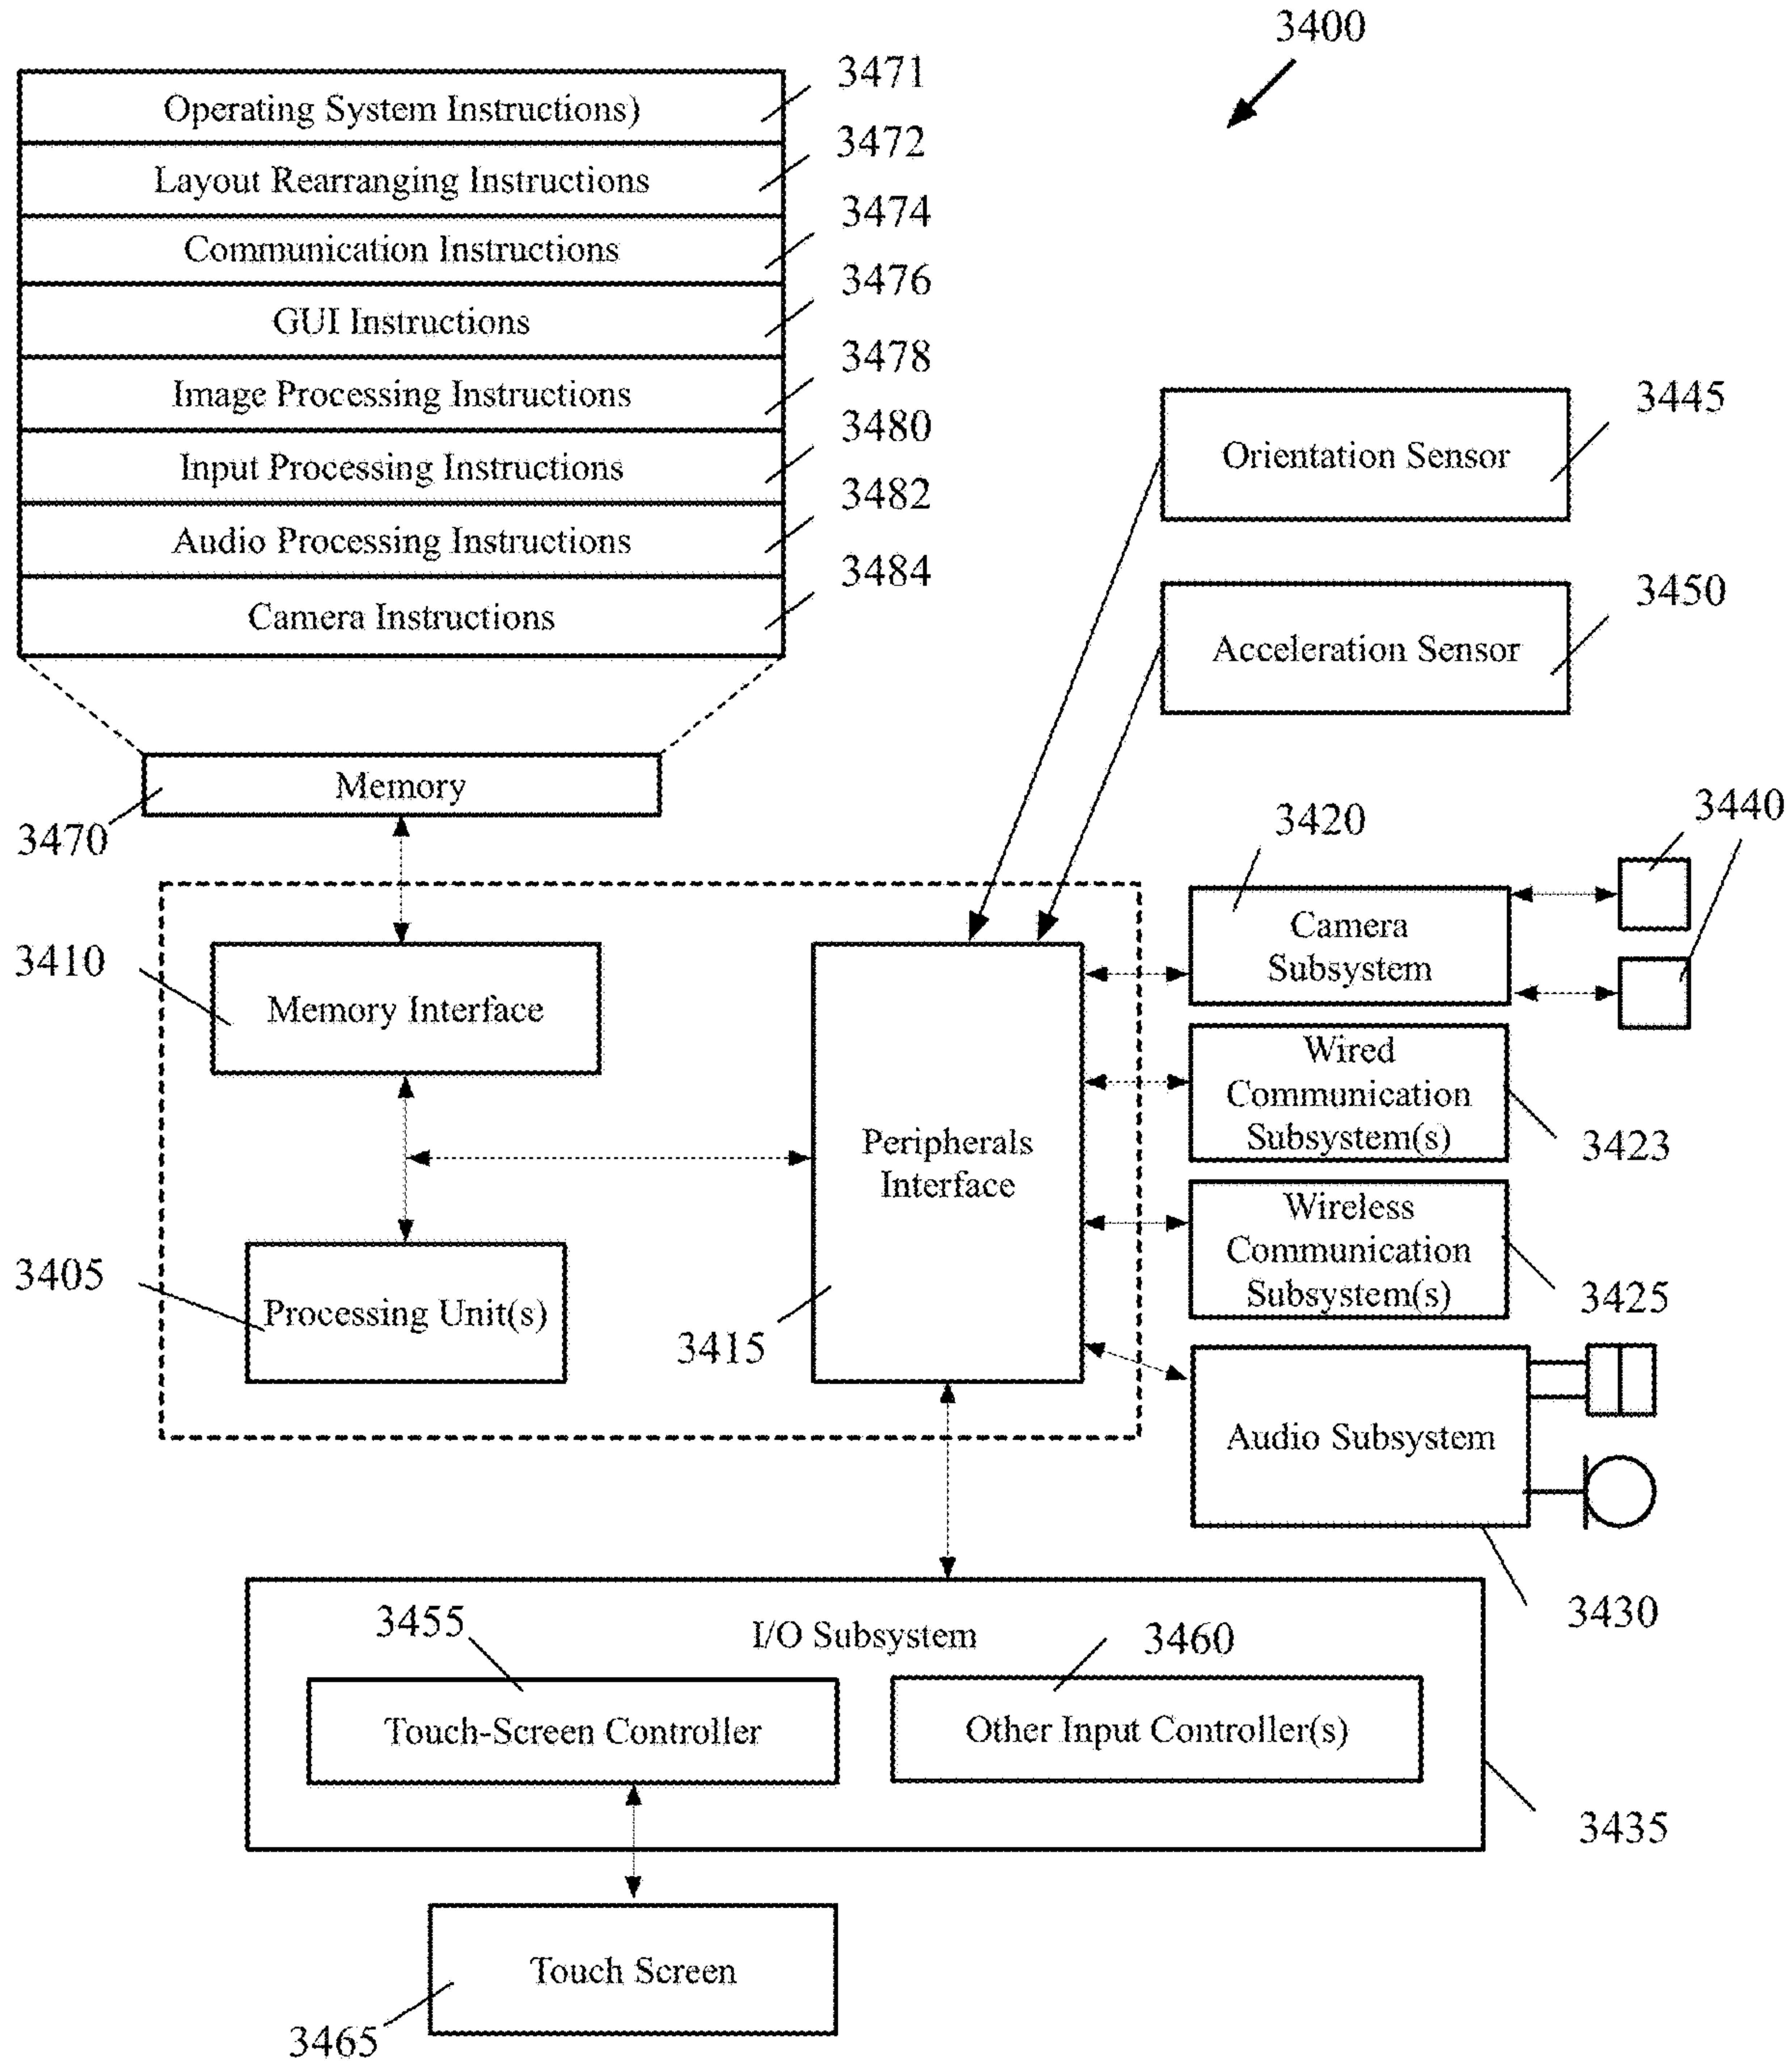 3400
3471
Operating System Instructions)
3472
Layout Rearranging Instructions
3474
Communication Instructions
3476
GUI Instructions
3478
Image Processing Instructions
3480
Input Processing Instructions
3482
Audio Processing Instructions
3484
Camera Instructions
3445
Orientation Sensor
3450
Acceleration Sensor
Memory
3470
3420
3440
Camera
Subsystem
3410
Memory Interface
Wired
Communication
Subsystem(s)
3423
Peripherals
Interface
Wireless
Communication
Subsystem(s)
3425
3405
Processing Unit(s)
3415
Audio Subsystem
3430
3455
I/O Subsystem
3460
Touch-Screen Controller
Other Input Controller(s)
3435
Touch Screen
3465